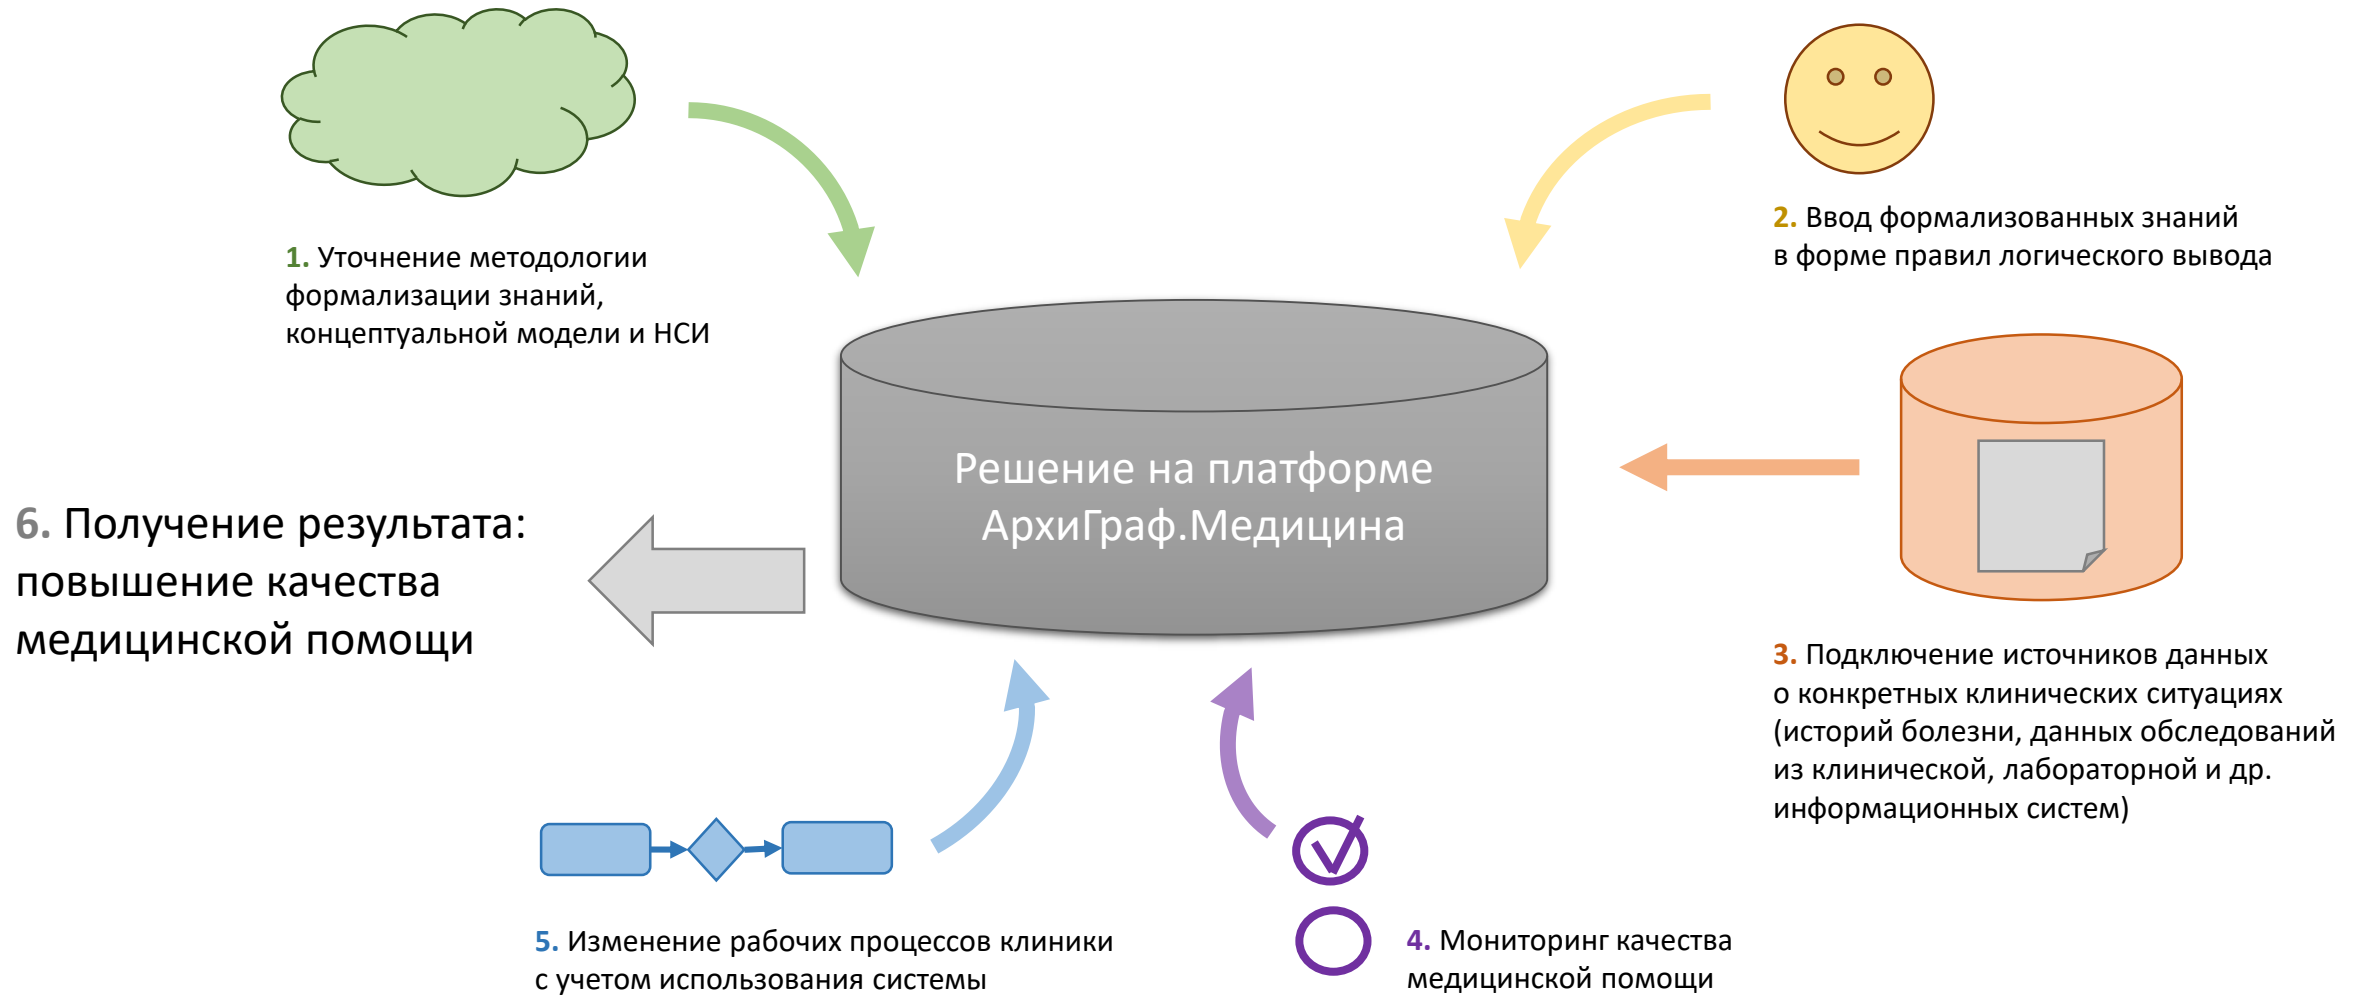 1. Уточнение методологии
формализации знаний,
концептуальной модели и НСИ
2. Ввод формализованных знаний
в форме правил логического вывода
Решение на платформе
АрхиГраф.Медицина
3. Подключение источников данных
о конкретных клинических ситуациях
(историй болезни, данных обследований
из клинической, лабораторной и др.
информационных систем)
4. Мониторинг качества
медицинской помощи
5. Изменение рабочих процессов клиники
с учетом использования системы
6. Получение результата:
повышение качества
медицинской помощи